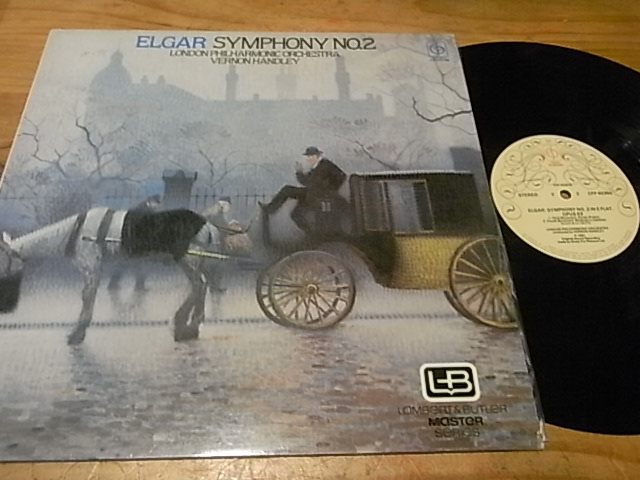 ELGAR SYMPHONY NO.2
LONDON PHILHARMONIC ORCHESTRA
VERNON HANDLEY
L+B
LAMBERT & BUTLER
MASTER
SERIES
STEREO
2
ELGAR: SYMPHONY NO. 2 IN E FLAT,
OPUS 63